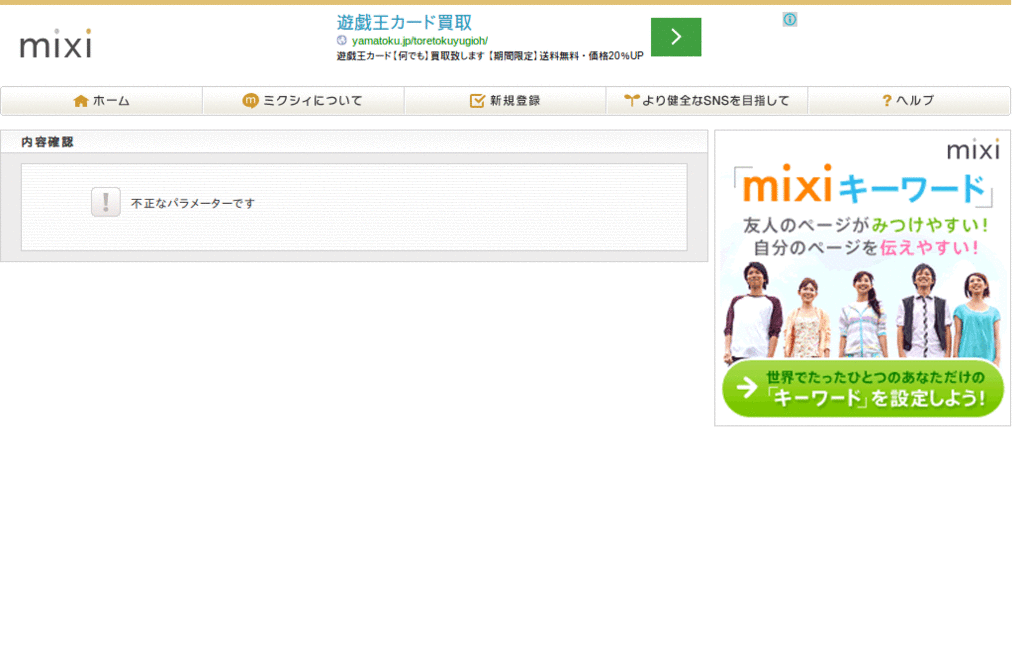 mixi
遊戯王カード買取
yamatoku.jp/toretokuyugioh/
遊戯王カード【何でも】買取致します 【期間限定】送料無料・価格20%UP
ホーム
ミクシィについて
新規登録
より健全なSNSを目指して
? ヘルプ
内容確認
不正なパラメーターです
mixi
「mixiキーワード」
友人のページがみつけやすい!
自分のページを伝えやすい!
世界でたったひとつのあなただけの
「キーワード」を設定しよう!